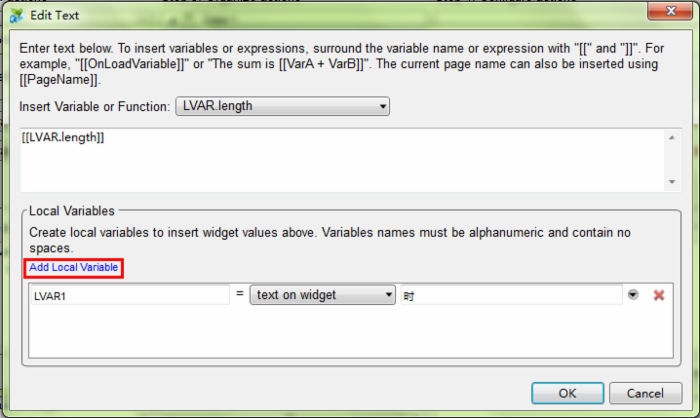 Edit Text
Enter text below. To insert variables or expressions, surround the variable name or expression with "[[" and "]]". For
example, "[[OnLoadVariable]]" or "The sum is [[VarA + VarB]]". The current page name can also be inserted using
[[PageName]].
Insert Variable or Function: LVAR.length
[[LVAR.length]]
Local Variables
Create local variables to insert widget values above. Variables names must be alphanumeric and contain no
spaces.
Add Local Variable
LVAR1 = text on widget 时
OK Cancel